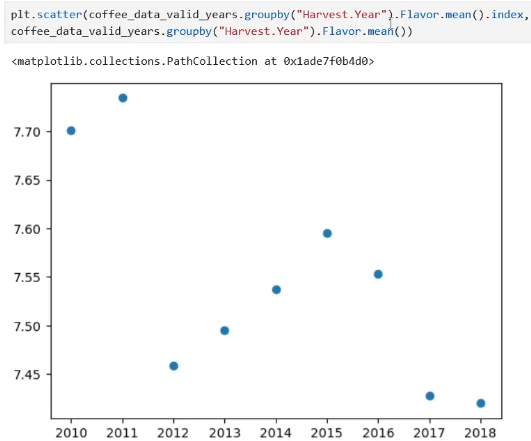 plt.scatter(coffee_data_valid_years.groupby("Harvest.Year").Flavor.mean().index,
coffee_data_valid_years.groupby("Harvest.Year").Flavor.mean())
<matplotlib.collections.PathCollection at 0x1ade7f0b4d0>
7.70
7.65
7.60
7.55
7.50
7.45
2010 2011 2012 2013 2014 2015 2016 2017 2018